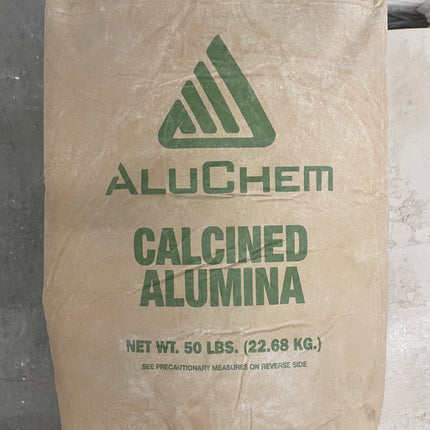 ALUCHEM
CALCINED
ALUMINA
NET WT. 50 LBS. (22.68 KG.)
SEE PRECAUTIONARY MEASURES ON REVERSE SIDE